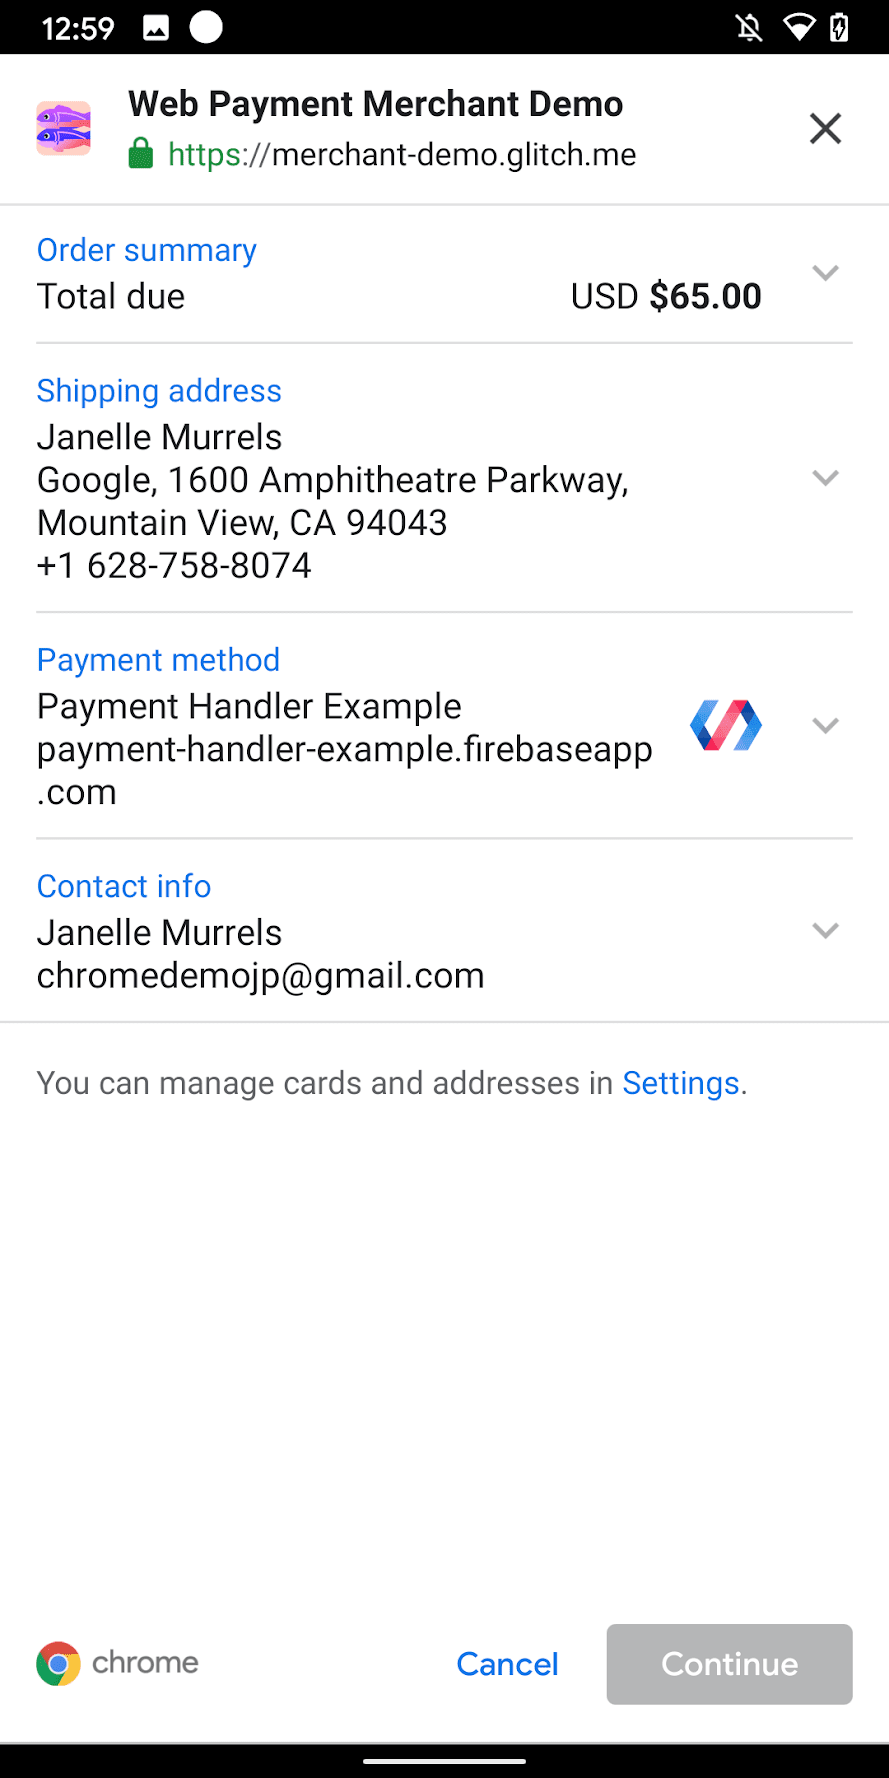 12:59
Web Payment Merchant Demo
https://merchant-demo.glitch.me
Order summary
Total due USD $65.00
Shipping address
Janelle Murrels
Google, 1600 Amphitheatre Parkway,
Mountain View, CA 94043
+1 628-758-8074
Payment method
Payment Handler Example
payment-handler-example.firebaseapp
.com
Contact info
Janelle Murrels
chromedemojp@gmail.com
You can manage cards and addresses in Settings.
chrome Cancel Continue